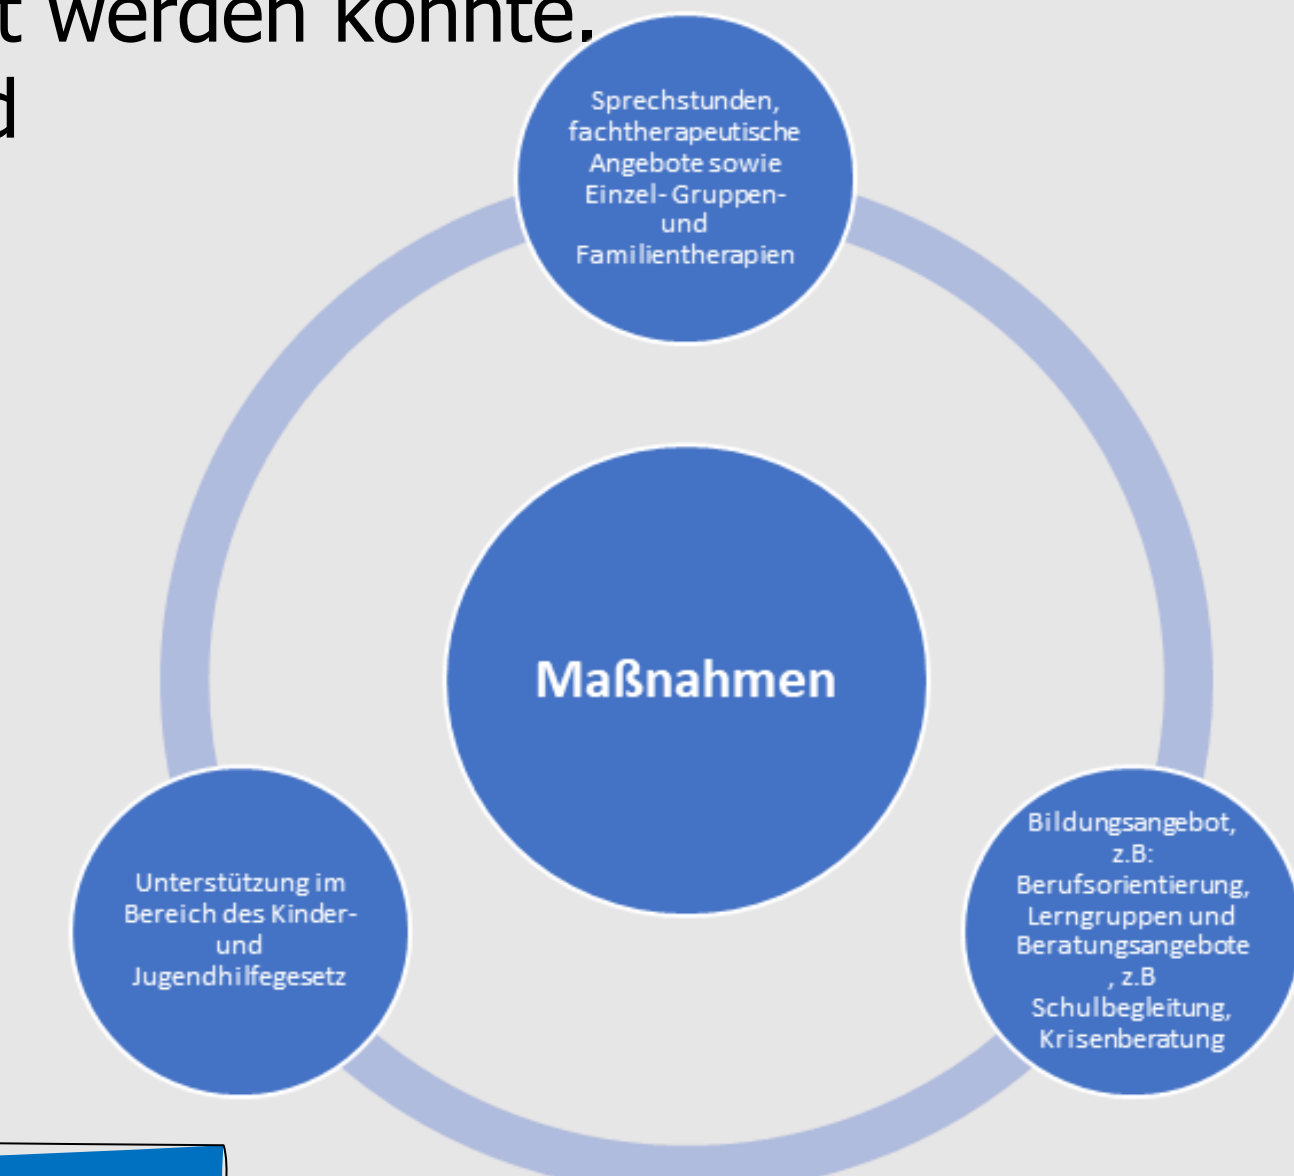 t werden konnte.
d
Sprechstunden,
fachtherapeutische
Angebote sowie
Einzel- Gruppen-
und
Familientherapien
Maßnahmen
Unterstützung im
Bereich des Kinder-
und
Jugendhilfegesetz
Bildungsangebot,
z.B:
Berufsorientierung,
Lerngruppen und
Beratungsangebote
, z.B
Schulbegleitung,
Krisenberatung